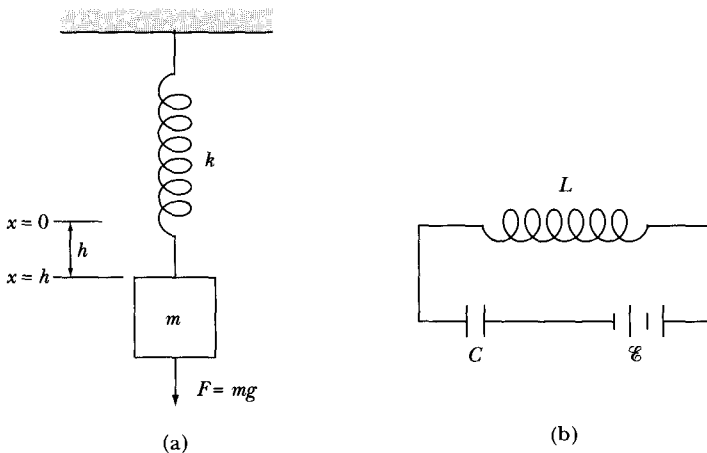 k
x = 0
h
x = h
m
F = mg
(a)
L
C
ℰ
(b)